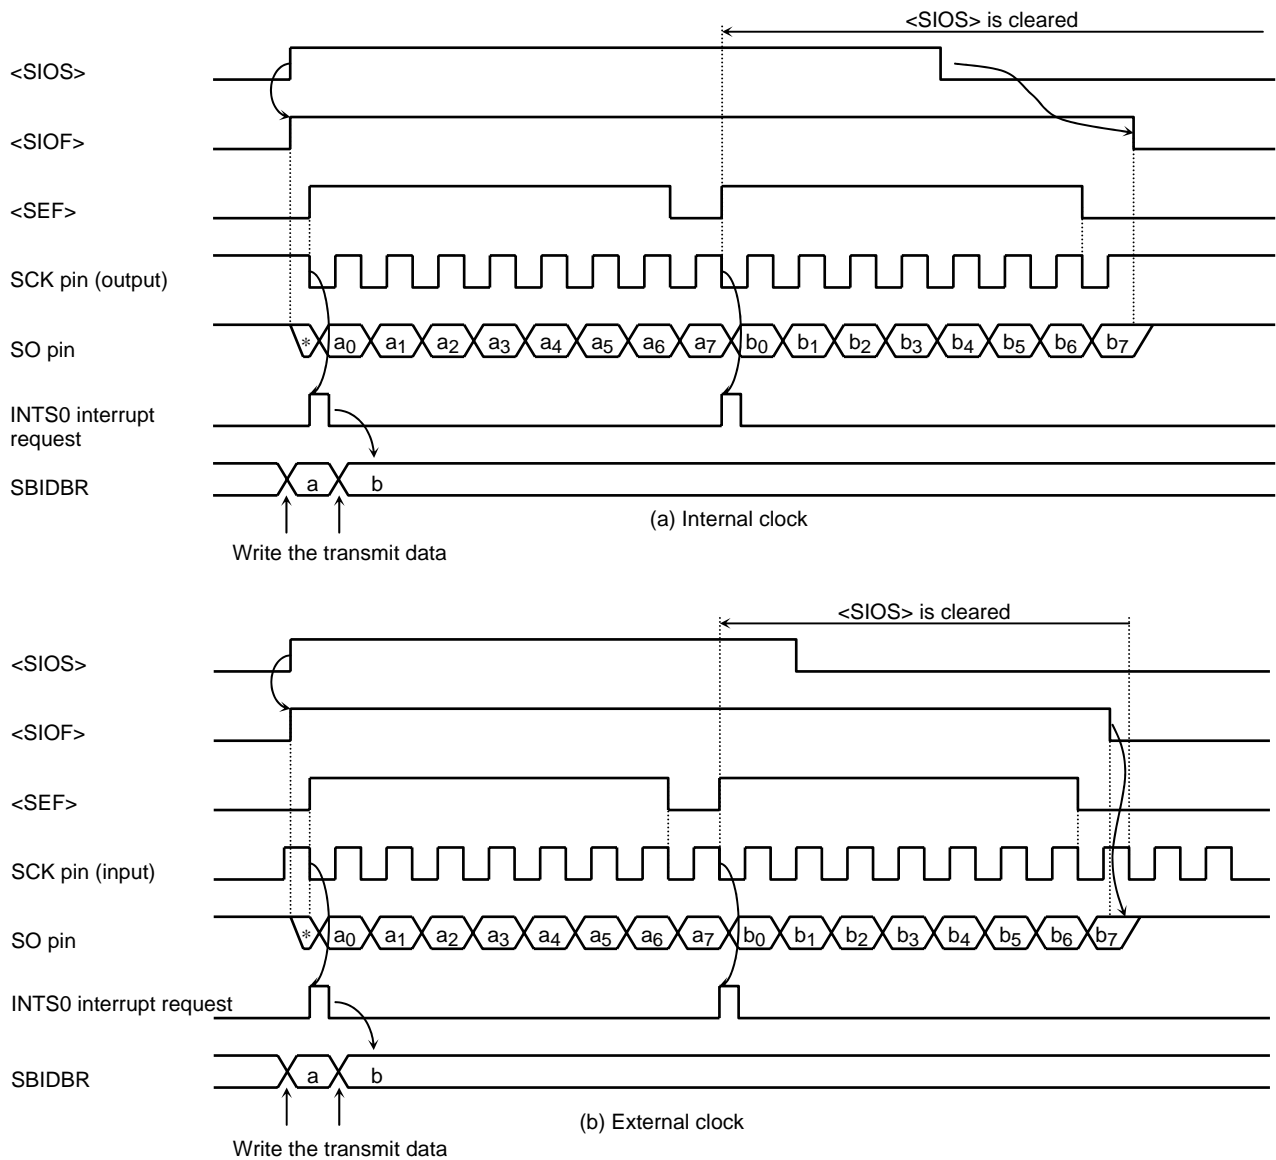 <SIOS> is cleared
<SIOS>
<SIOF>
<SEF>
SCK pin (output)
SO pin
* a0 a1 a2 a3 a4 a5 a6 a7 b0 b1 b2 b3 b4 b5 b6 b7
INTS0 interrupt
request
SBIDBR
a b
(a) Internal clock
Write the transmit data
<SIOS> is cleared
<SIOS>
<SIOF>
<SEF>
SCK pin (input)
SO pin
* a0 a1 a2 a3 a4 a5 a6 a7 b0 b1 b2 b3 b4 b5 b6 b7
INTS0 interrupt request
SBIDBR
a b
(b) External clock
Write the transmit data